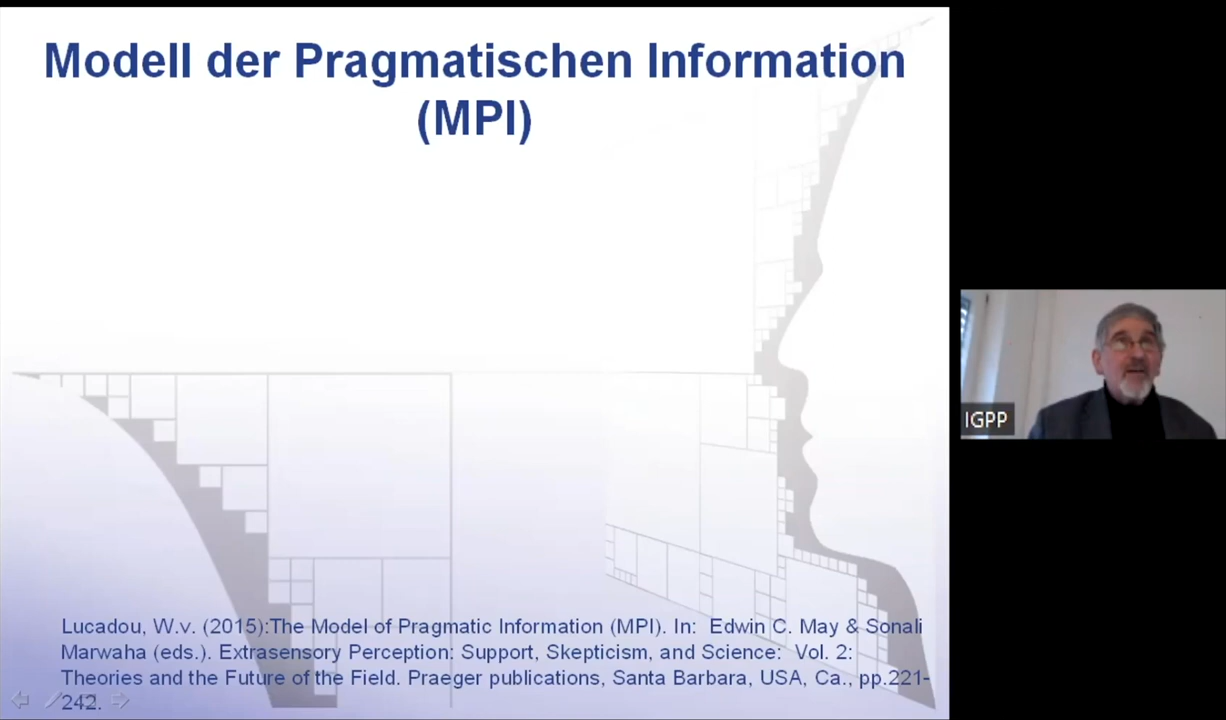 Modell der Pragmatischen Information
(MPI)
IGPP
Lucadou, W.v. (2015):The Model of Pragmatic Information (MPI). In: Edwin C. May & Sonali
Marwaha (eds.). Extrasensory Perception: Support, Skepticism, and Science: Vol. 2:
Theories and the Future of the Field. Praeger publications, Santa Barbara, USA, Ca., pp.221-
242.